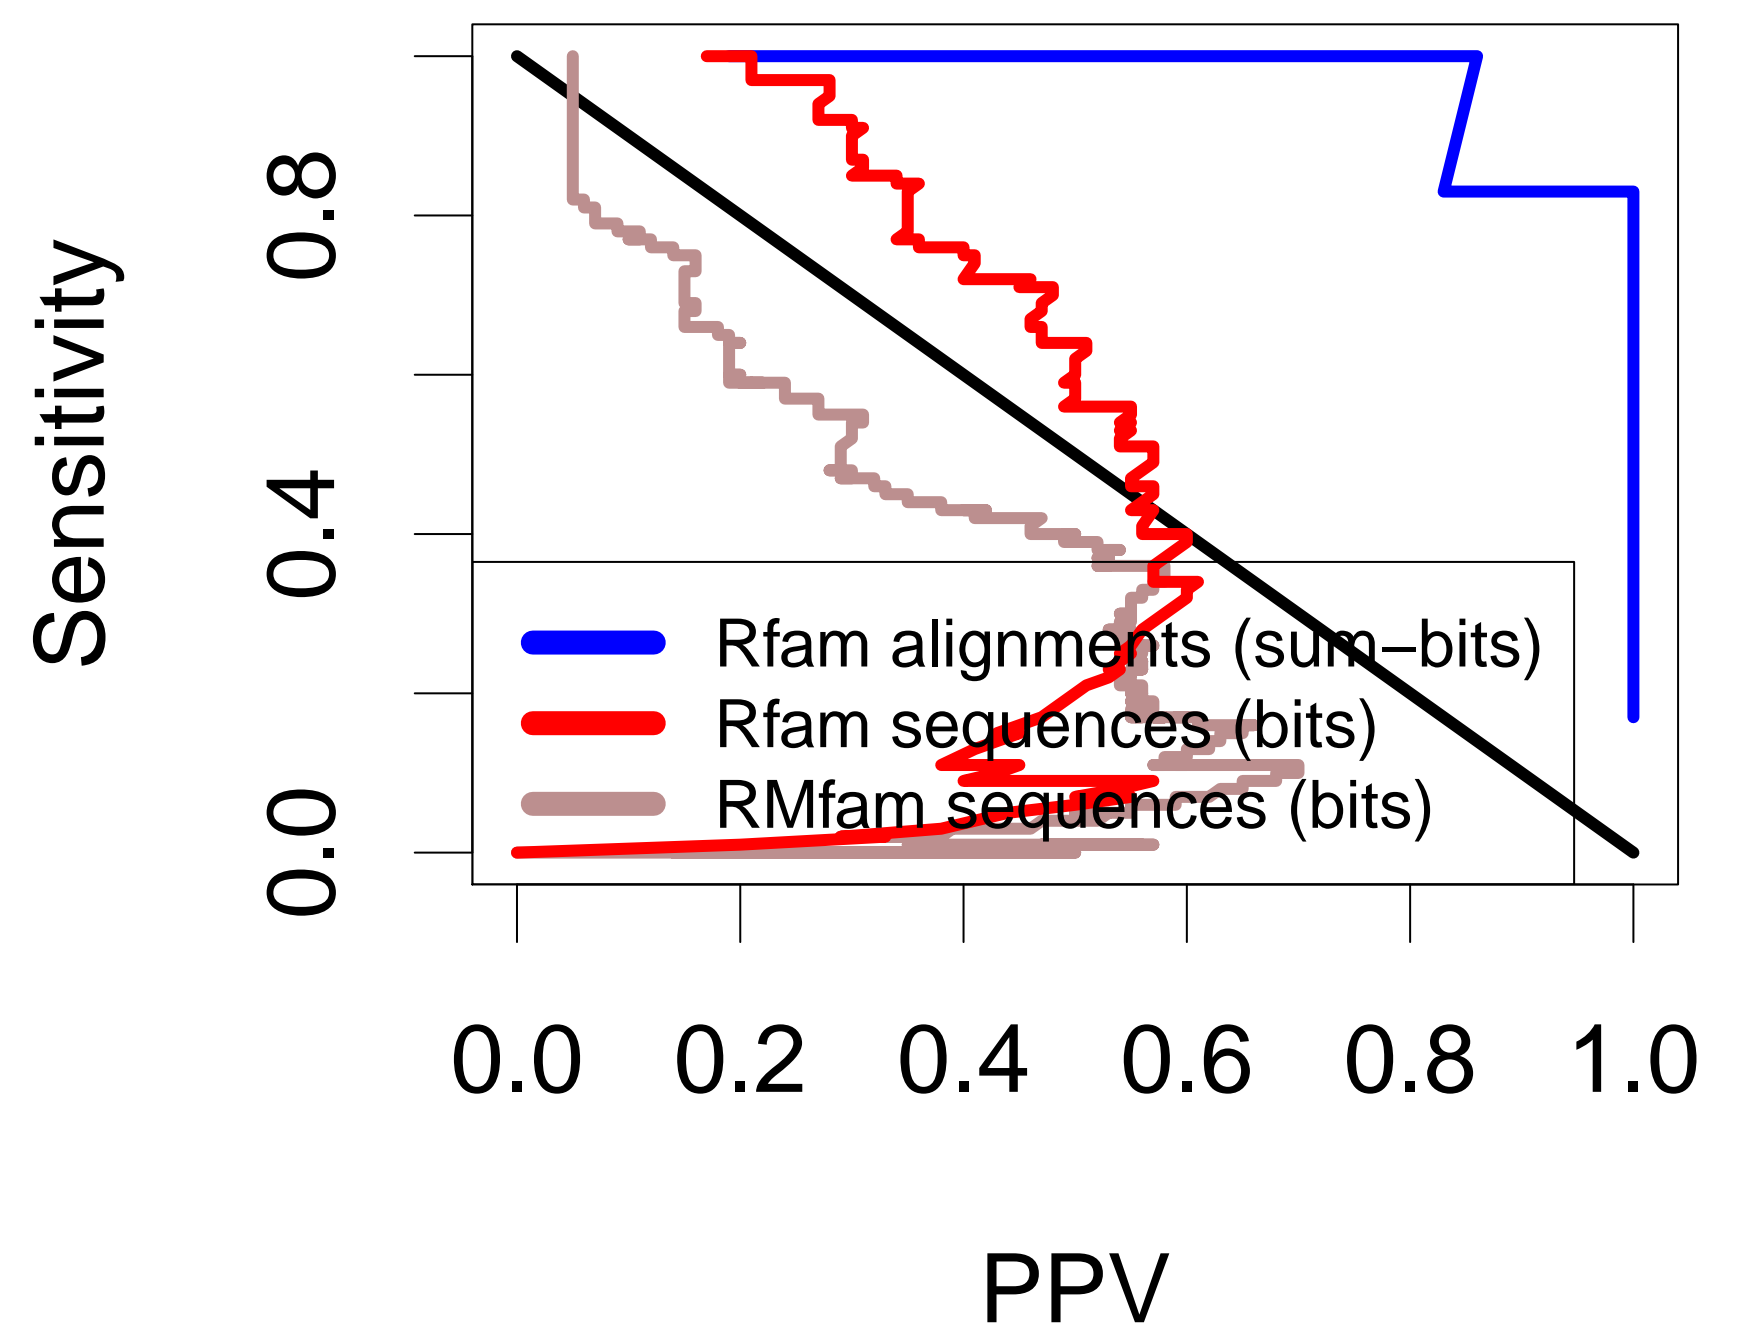 Sensitivity
0.8
0.4
0.0
Rfam alignments (sum−bits)
Rfam sequences (bits)
RMfam sequences (bits)
0.0 0.2 0.4 0.6 0.8 1.0
PPV